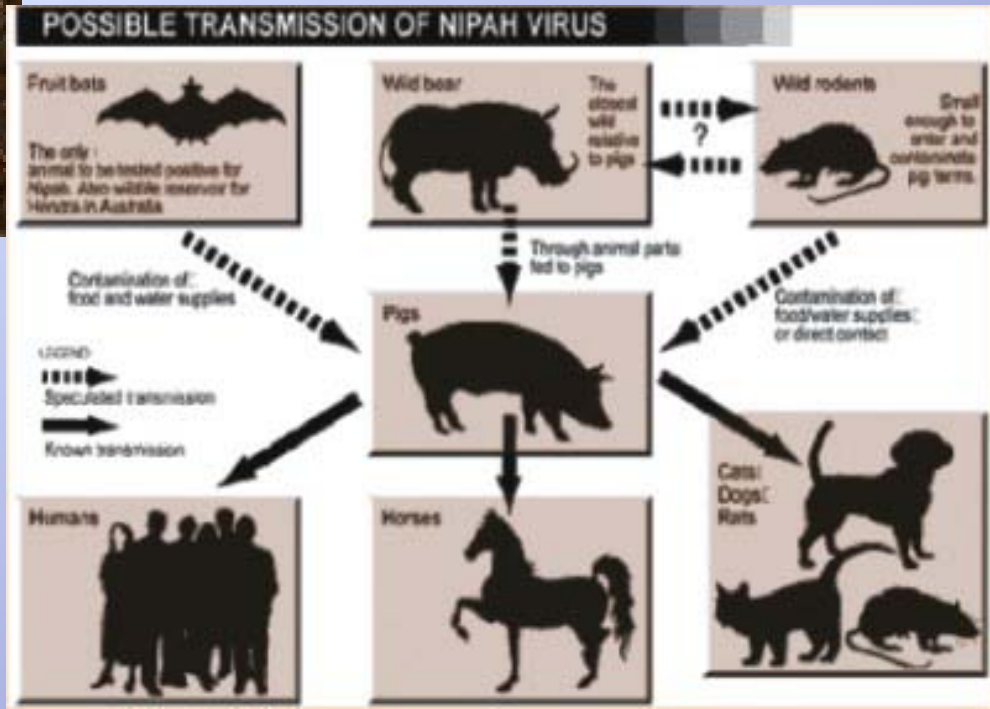 POSSIBLE TRANSMISSION OF NIPAH VIRUS
Fruit bats
The only
animal to be tested positive for
Nipah. Also wildlife reservoir for
Hendra in Australia
Wild boar
The
closest
wild
relative
to pigs
?
Wild rodents
Small
enough to
enter and
contaminate
pig farms.
Contamination of
food and water supplies
Through animal parts
fed to pigs
Contamination of
food/water supplies
or direct contact
Pigs
LEGEND
Speculated transmission
Known transmission
Humans
Horses
Cats
Dogs
Rats